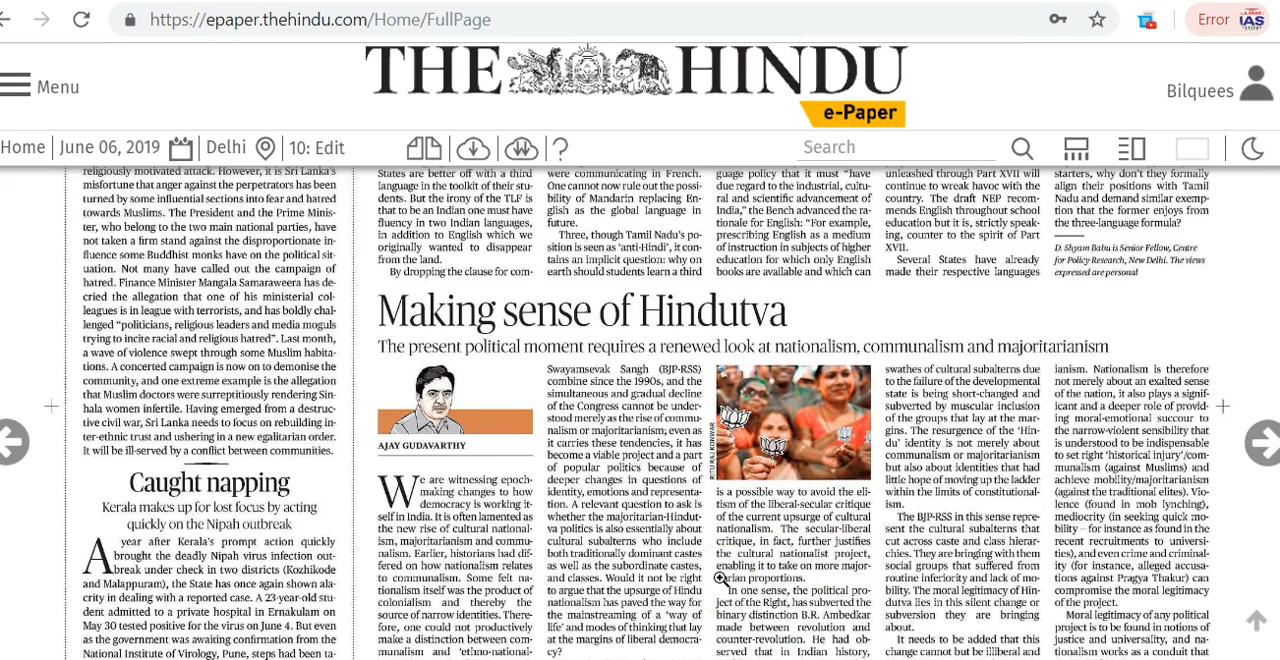 https://epaper.thehindu.com/Home/FullPage
Error
IAS
Menu
THE HINDU
e-Paper
Bilquees
Home
June 06, 2019
Delhi
10: Edit
?
Search
religiously motivated attack. However, it is Sri Lanka's
misfortune that anger against the perpetrators has been
turned by some influential sections into fear and hatred
towards Muslims. The President and the Prime Minis-
ter, who belong to the two main national parties, have
not taken a firm stand against the disproportionate in-
fluence some Buddhist monks have on the political sit-
uation. Not many have called out the campaign of
hatred. Finance Minister Mangala Samaraweera has de-
cried the allegation that one of his ministerial col-
leagues is in league with terrorists, and has boldly chal-
lenged “politicians, religious leaders and media moguls
trying to incite racial and religious hatred”. Last month,
a wave of violence swept through some Muslim habita-
tions. A concerted campaign is now on to demonise the
community, and one extreme example is the allegation
that Muslim doctors were surreptitiously rendering Sin-
hala women infertile. Having emerged from a destruc-
tive civil war, Sri Lanka needs to focus on rebuilding in-
ter-ethnic trust and ushering in a new egalitarian order.
It will be ill-served by a conflict between communities.
Caught napping
Kerala makes up for lost focus by acting
quickly on the Nipah outbreak
A year after Kerala's prompt action quickly
brought the deadly Nipah virus infection out-
break under check in two districts (Kozhikode
and Malappuram), the State has once again shown ala-
crity in dealing with a reported case. A 23-year-old stu-
dent admitted to a private hospital in Ernakulam on
May 30 tested positive for the virus on June 4. But even
as the government was awaiting confirmation from the
National Institute of Virology, Pune, steps had been ta-
States are better off with a third
language in the toolkit of their stu-
dents. But the irony of the TLP is
that to be an Indian one must have
fluency in two Indian languages,
in addition to English which we
originally wanted to disappear
from the land.
By dropping the clause for com-
were communicating in French.
One cannot now rule out the possi-
bility of Mandarin replacing En-
glish as the global language in
future.
Three, though Tamil Nadu's po-
sition is seen as ‘anti-Hindi’, it con-
tains an implicit question: why on
earth should students learn a third
guage policy that it must “have
due regard to the industrial, cultu-
ral and scientific advancement of
India,” the Bench advanced the ra-
tionale for English: “For example,
prescribing English as a medium
of instruction in subjects of higher
education for which only English
books are available and which can
unleashed through Part XVII will
continue to wreak havoc with the
country. The draft NEP recom-
mends English throughout school
education but it is, strictly speak-
ing, counter to the spirit of Part
XVII.
Several States have already
made their respective languages
starters, why don't they formally
align their positions with Tamil
Nadu and demand similar exemp-
tion that the former enjoys from
the three-language formula?
D. Shyam Babu is Senior Fellow, Centre
for Policy Research, New Delhi. The views
expressed are personal
Making sense of Hindutva
The present political moment requires a renewed look at nationalism, communalism and majoritarianism
AJAY GUDAVARTHY
We are witnessing epoch-
making changes to how
democracy is working it-
self in India. It is often lamented as
the new rise of cultural national-
ism, majoritarianism and commu-
nalism. Earlier, historians had dif-
fered on how nationalism relates
to communalism. Some felt na-
tionalism itself was the product of
colonialism and thereby the
source of narrow identities. There-
fore, one could not productively
make a distinction between com-
munalism and ‘ethno-national-
Swayamsevak Sangh (BJP-RSS)
combine since the 1990s, and the
simultaneous and gradual decline
of the Congress cannot be under-
stood merely as the rise of commu-
nalism or majoritarianism; even as
it carries these tendencies, it has
become a viable project and a part
of popular politics because of
deeper changes in questions of
identity, emotions and representa-
tion. A relevant question to ask is
whether the majoritarian-Hindut-
va politics is also essentially about
cultural subalterns who include
both traditionally dominant castes
as well as the subordinate castes,
and classes. Would it not be right
to argue that the upsurge of Hindu
nationalism has paved the way for
the mainstreaming of a ‘way of
life’ and modes of thinking that lay
at the margins of liberal democra-
cy?
RITU RAJ KONWAR
is a possible way to avoid the eli-
tism of the liberal-secular critique
of the current upsurge of cultural
nationalism. The secular-liberal
critique, in fact, further justifies
the cultural nationalist project,
enabling it to take on more major-
itarian proportions.
In one sense, the political pro-
ject of the Right, has subverted the
binary distinction B.R. Ambedkar
made between revolution and
counter-revolution. He had ob-
served that in Indian history,
swathes of cultural subalterns due
to the failure of the developmental
state is being short-changed and
subverted by muscular inclusion
of the groups that lay at the mar-
gins. The resurgence of the ‘Hin-
du’ identity is not merely about
communalism or majoritarianism
but also about identities that had
little hope of moving up the ladder
within the limits of constitutional-
ism.
The BJP-RSS in this sense repre-
sent the cultural subalterns that
cut across caste and class hierar-
chies. They are bringing with them
social groups that suffered from
routine inferiority and lack of mo-
bility. The moral legitimacy of Hin-
dutva lies in this silent change or
subversion they are bringing
about.
It needs to be added that this
change cannot but be illiberal and
ianism. Nationalism is therefore
not merely about an exalted sense
of the nation, it also plays a signif-
icant and a deeper role of provid-
ing moral-emotional succour to
the narrow-violent sensibility that
is understood to be indispensable
to set right ‘historical injury’/com-
munalism (against Muslims) and
achieve mobility/majoritarianism
(against the traditional elites). Vio-
lence (found in mob lynching),
mediocrity (in seeking quick mo-
bility – for instance as found in the
recent recruitments to universi-
ties), and even crime and criminal-
ity (for instance, alleged accusa-
tions against Pragya Thakur) can
compromise the moral legitimacy
of the project.
Moral legitimacy of any political
project is to be found in notions of
justice and universality, and na-
tionalism works as a conduit that